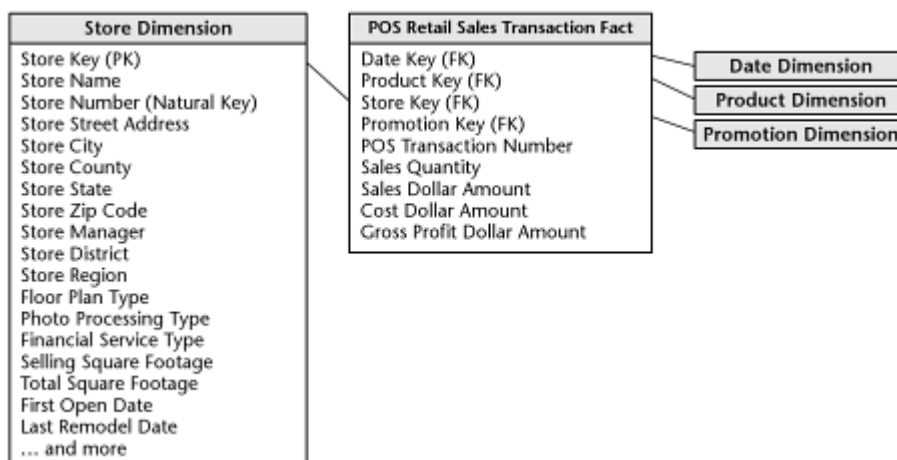 Store Dimension
Store Key (PK)
Store Name
Store Number (Natural Key)
Store Street Address
Store City
Store County
Store State
Store Zip Code
Store Manager
Store District
Store Region
Floor Plan Type
Photo Processing Type
Financial Service Type
Selling Square Footage
Total Square Footage
First Open Date
Last Remodel Date
... and more
POS Retail Sales Transaction Fact
Date Key (FK)
Product Key (FK)
Store Key (FK)
Promotion Key (FK)
POS Transaction Number
Sales Quantity
Sales Dollar Amount
Cost Dollar Amount
Gross Profit Dollar Amount
Date Dimension
Product Dimension
Promotion Dimension